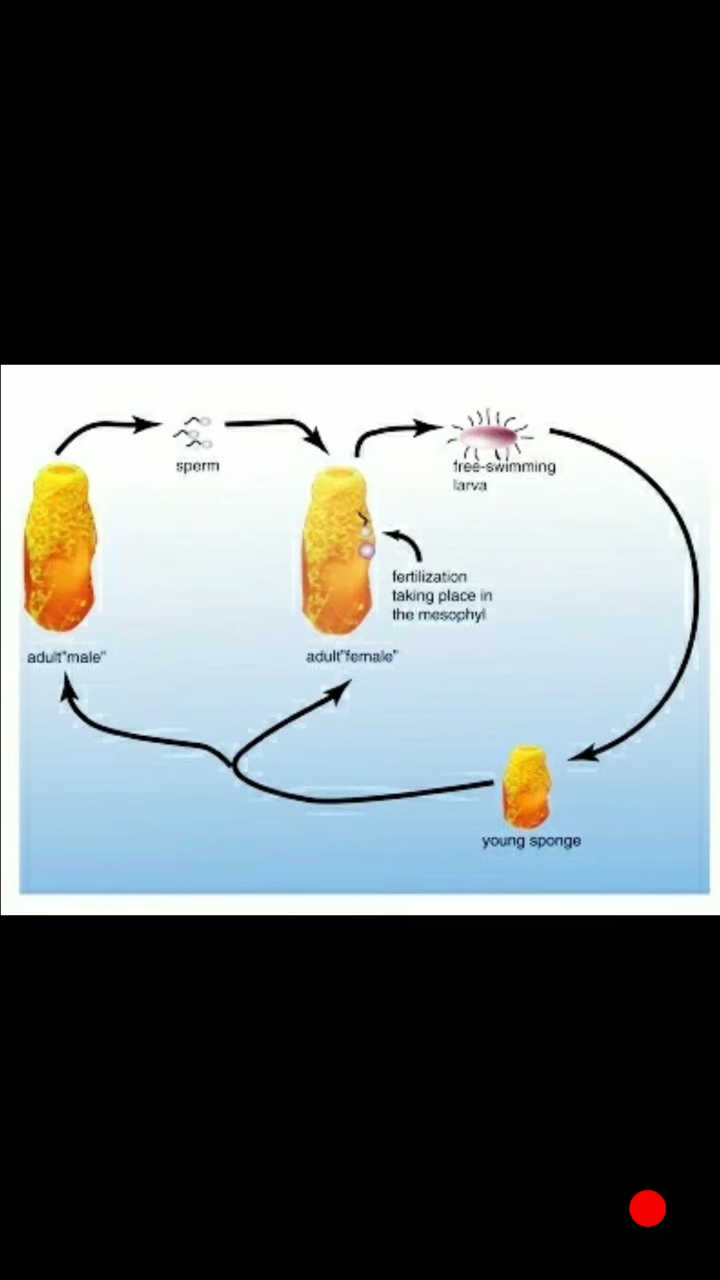 sperm
free-swimming
larva
fertilization
taking place in
the mesophyl
adult"male"
adult"female"
young sponge